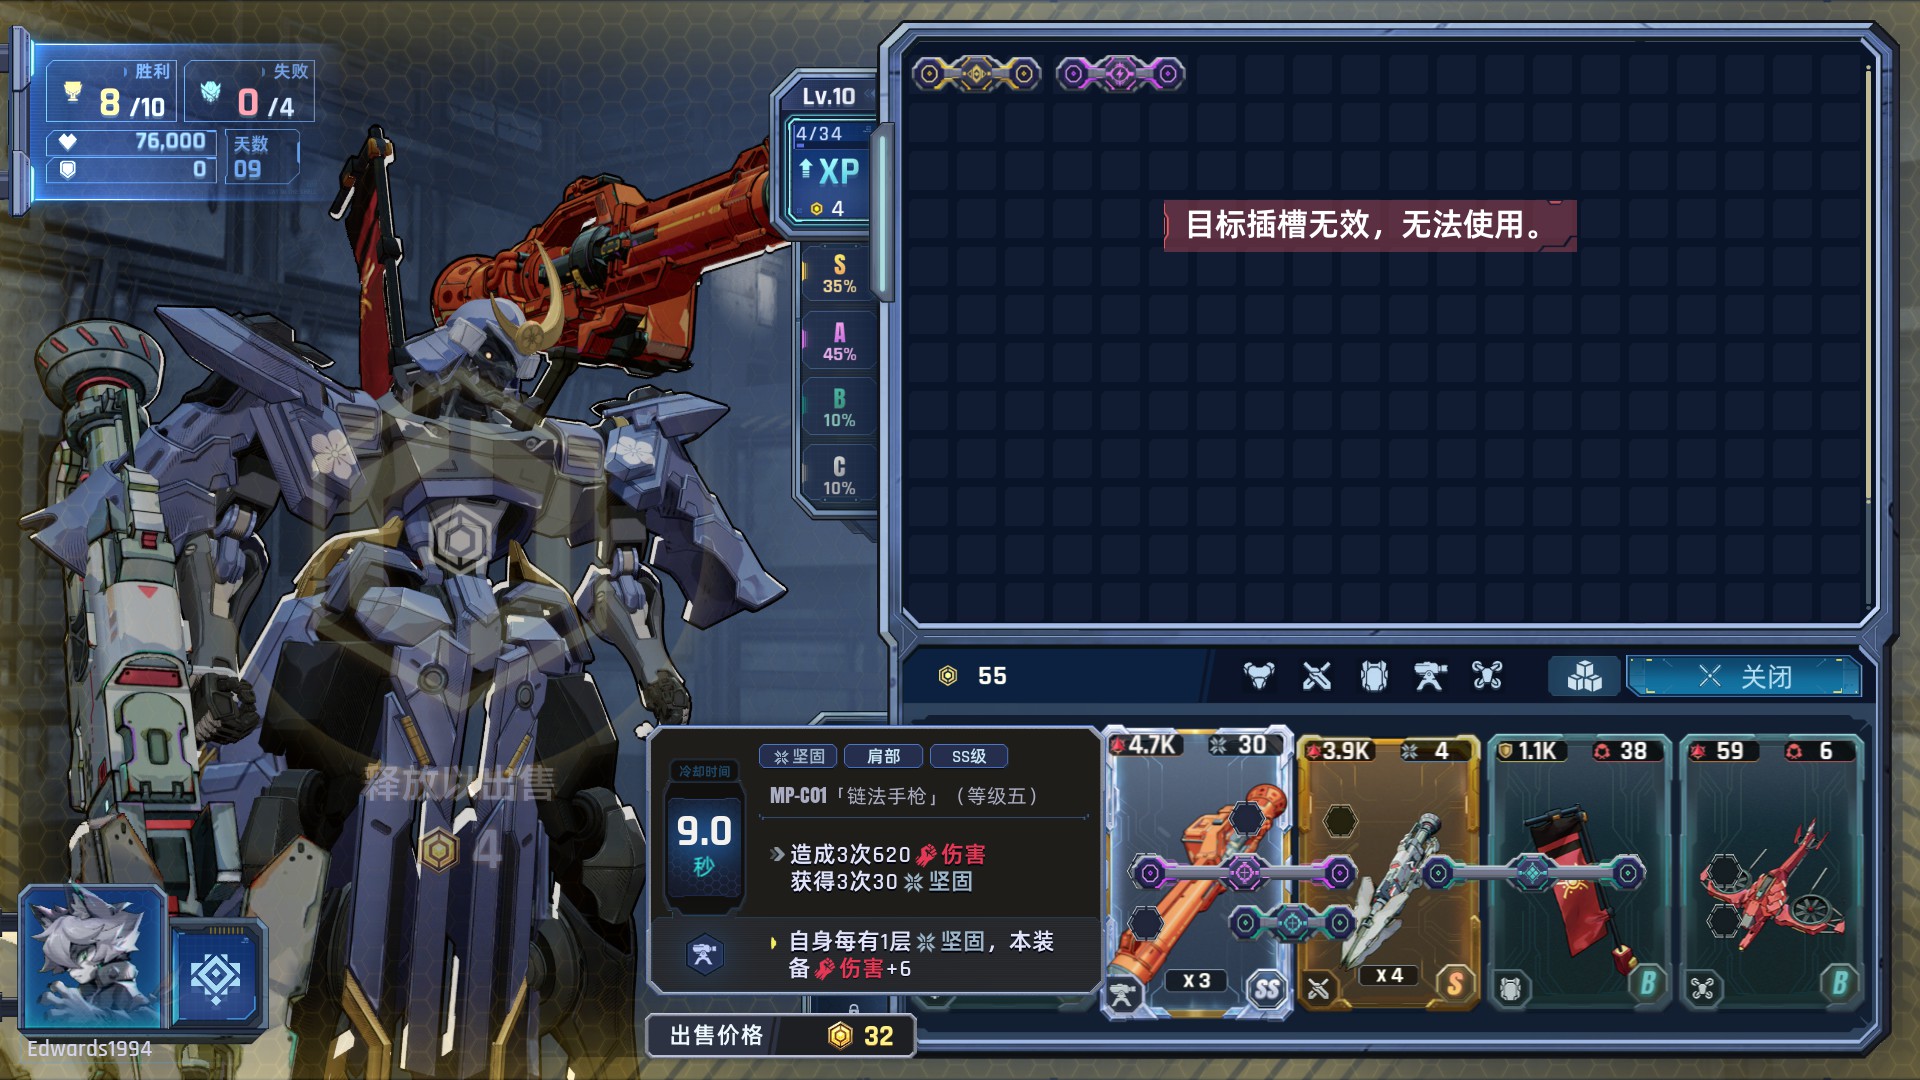 胜利
8/10
失败
0/4
76,000
0
天数
09
Lv.10
4/34
XP
4
S
35%
A
45%
B
10%
C
10%
目标插槽无效，无法使用。
55
关闭
释放以出售
4
冷却时间
9.0
秒
坚固
肩部
SS级
MP-C01「链法手枪」（等级五）
造成3次620伤害
获得3次30坚固
自身每有1层坚固，本装
备伤害+6
出售价格
32
4.7K
30
x3
SS
3.9K
4
x4
S
1.1K
38
B
59
6
B
Edwards1994